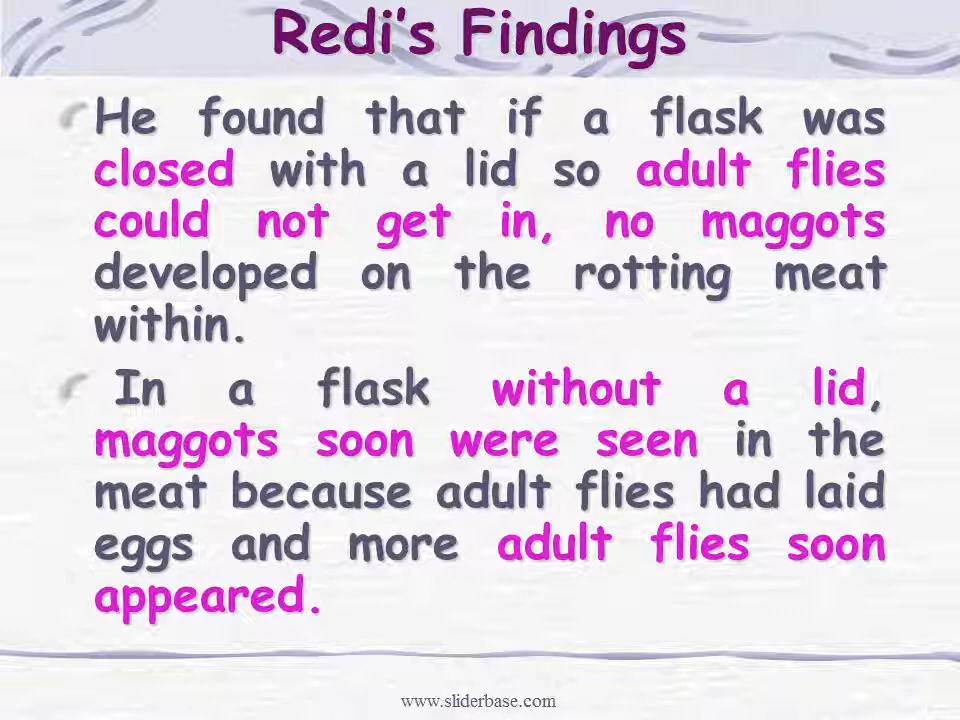 Redi’s Findings
He found that if a flask was
closed with a lid so adult flies
could not get in, no maggots
developed on the rotting meat
within.
In a flask without a lid,
maggots soon were seen in the
meat because adult flies had laid
eggs and more adult flies soon
appeared.
www.sliderbase.com